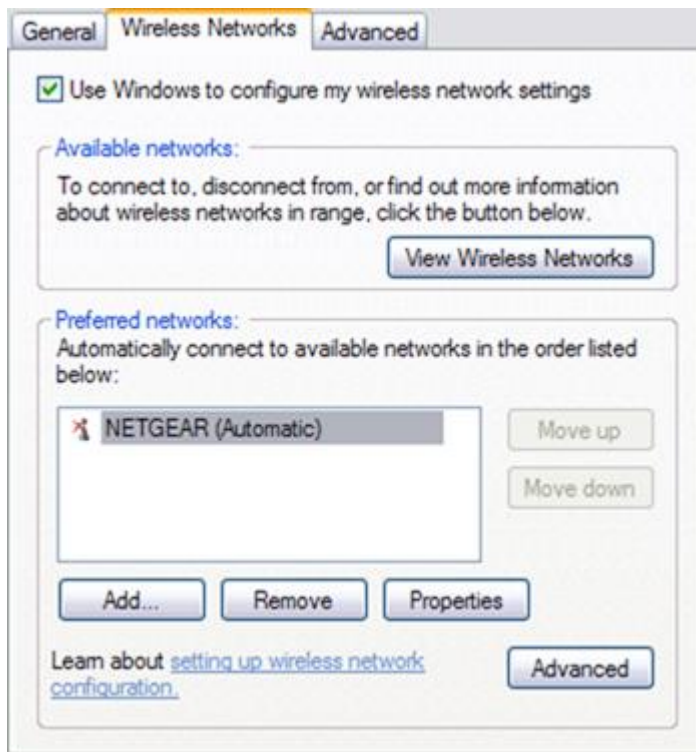 General Wireless Networks Advanced
Use Windows to configure my wireless network settings
Available networks:
To connect to, disconnect from, or find out more information
about wireless networks in range, click the button below.
View Wireless Networks
Preferred networks:
Automatically connect to available networks in the order listed
below:
NETGEAR (Automatic)
Move up
Move down
Add... Remove Properties
Learn about setting up wireless network
configuration.
Advanced